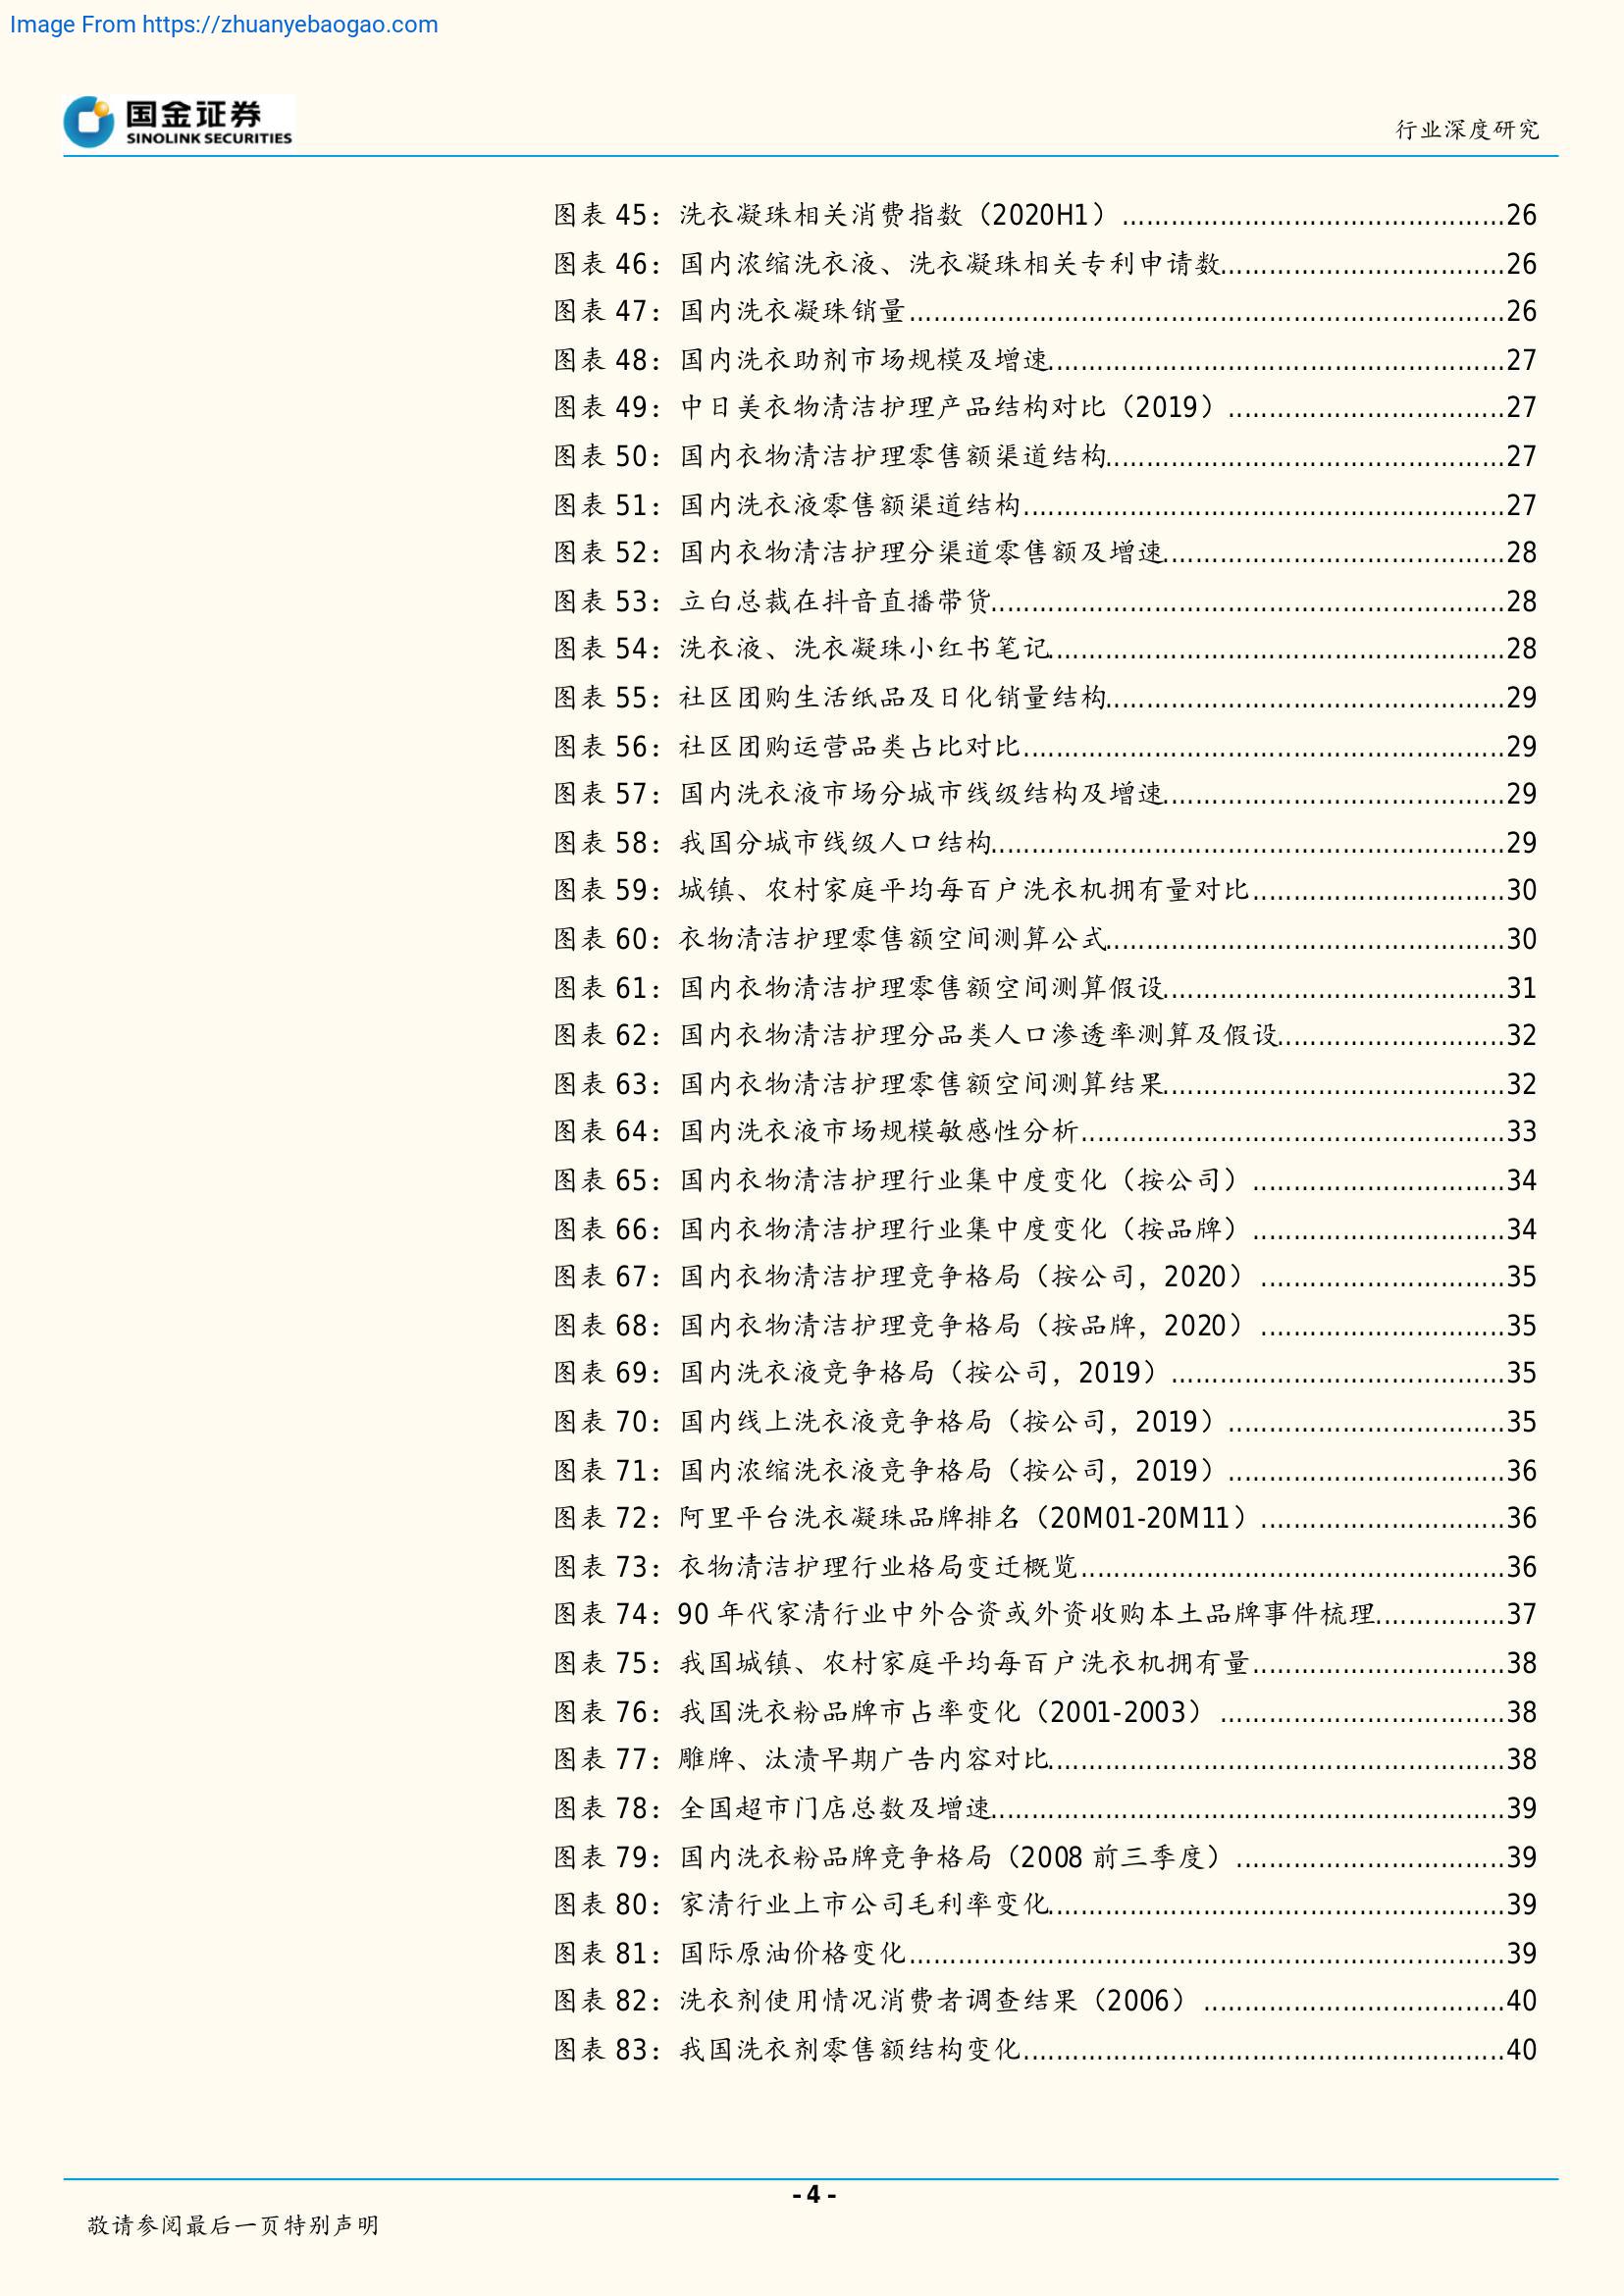 Image From https://zhuanyebaogao.com
国金证券
SINOLINK SECURITIES
行业深度研究
图表 45：洗衣凝珠相关消费指数（2020H1）....................26
图表 46：国内浓缩洗衣液、洗衣凝珠相关专利申请数....................26
图表 47：国内洗衣凝珠销量....................26
图表 48：国内洗衣助剂市场规模及增速....................27
图表 49：中日美衣物清洁护理产品结构对比（2019）....................27
图表 50：国内衣物清洁护理零售额渠道结构....................27
图表 51：国内洗衣液零售额渠道结构....................27
图表 52：国内衣物清洁护理分渠道零售额及增速....................28
图表 53：立白总裁在抖音直播带货....................28
图表 54：洗衣液、洗衣凝珠小红书笔记....................28
图表 55：社区团购生活纸品及日化销量结构....................29
图表 56：社区团购运营品类占比对比....................29
图表 57：国内洗衣液市场分城市线级结构及增速....................29
图表 58：我国分城市线级人口结构....................29
图表 59：城镇、农村家庭平均每百户洗衣机拥有量对比....................30
图表 60：衣物清洁护理零售额空间测算公式....................30
图表 61：国内衣物清洁护理零售额空间测算假设....................31
图表 62：国内衣物清洁护理分品类人口渗透率测算及假设....................32
图表 63：国内衣物清洁护理零售额空间测算结果....................32
图表 64：国内洗衣液市场规模敏感性分析....................33
图表 65：国内衣物清洁护理行业集中度变化（按公司）....................34
图表 66：国内衣物清洁护理行业集中度变化（按品牌）....................34
图表 67：国内衣物清洁护理竞争格局（按公司，2020）....................35
图表 68：国内衣物清洁护理竞争格局（按品牌，2020）....................35
图表 69：国内洗衣液竞争格局（按公司，2019）....................35
图表 70：国内线上洗衣液竞争格局（按公司，2019）....................35
图表 71：国内浓缩洗衣液竞争格局（按公司，2019）....................36
图表 72：阿里平台洗衣凝珠品牌排名（20M01-20M11）....................36
图表 73：衣物清洁护理行业格局变迁概览....................36
图表 74：90 年代家清行业中外合资或外资收购本土品牌事件梳理....................37
图表 75：我国城镇、农村家庭平均每百户洗衣机拥有量....................38
图表 76：我国洗衣粉品牌市占率变化（2001-2003）....................38
图表 77：雕牌、汰渍早期广告内容对比....................38
图表 78：全国超市门店总数及增速....................39
图表 79：国内洗衣粉品牌竞争格局（2008 前三季度）....................39
图表 80：家清行业上市公司毛利率变化....................39
图表 81：国际原油价格变化....................39
图表 82：洗衣剂使用情况消费者调查结果（2006）....................40
图表 83：我国洗衣剂零售额结构变化....................40
- 4 -
敬请参阅最后一页特别声明